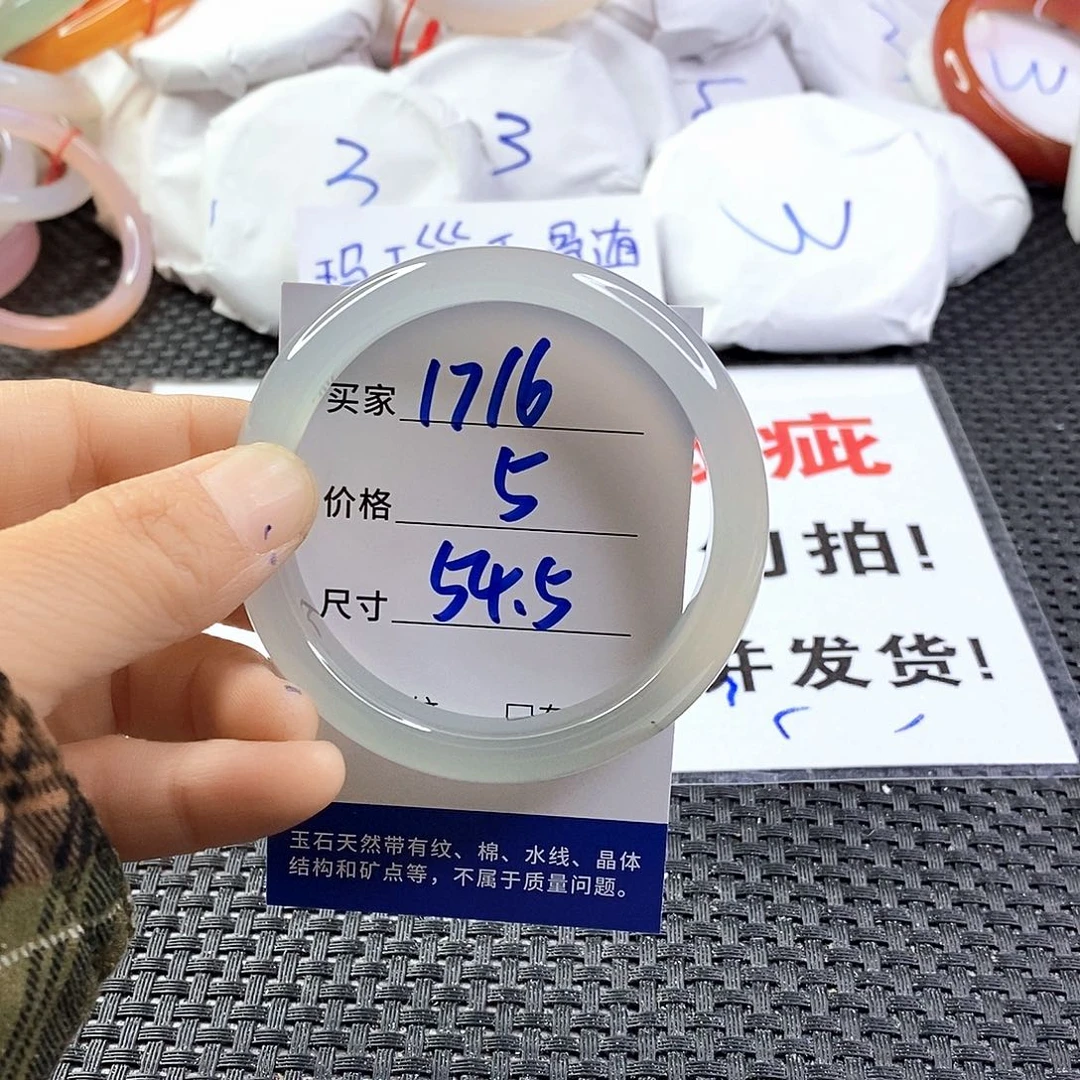 3
3
3
3
买家 1716
价格 5
尺寸 54.5
疵
拍！
并发货！
玉石天然带有纹、棉、水线、晶体
结构和矿点等，不属于质量问题。